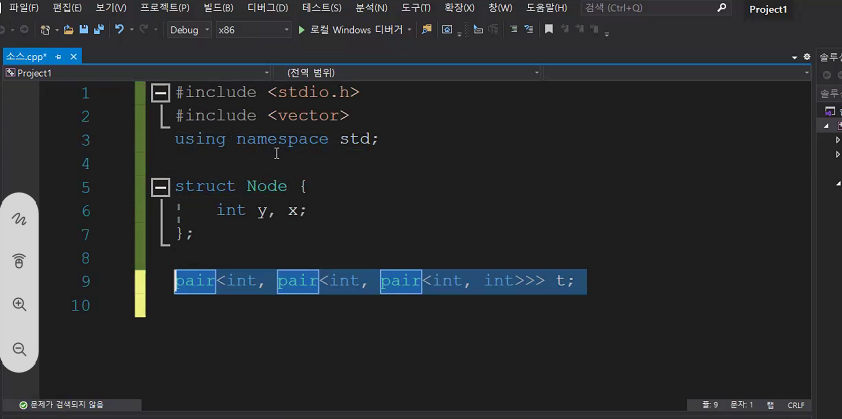 파일(F) 편집(E) 보기(V) 프로젝트(P) 빌드(B) 디버그(D) 테스트(S) 분석(N) 도구(T) 확장(X) 창(W) 도움말(H) 검색 (Ctrl+Q) Project1
Debug x86 로컬 Windows 디버거
소스.cpp*
Project1 (전역 범위)
1 #include <stdio.h>
2 #include <vector>
3 using namespace std;
4
5 struct Node {
6 int y, x;
7 };
8
9 pair<int, pair<int, pair<int, int>>> t;
10
문제가 검색되지 않음 줄: 9 문자: 1 CRLF